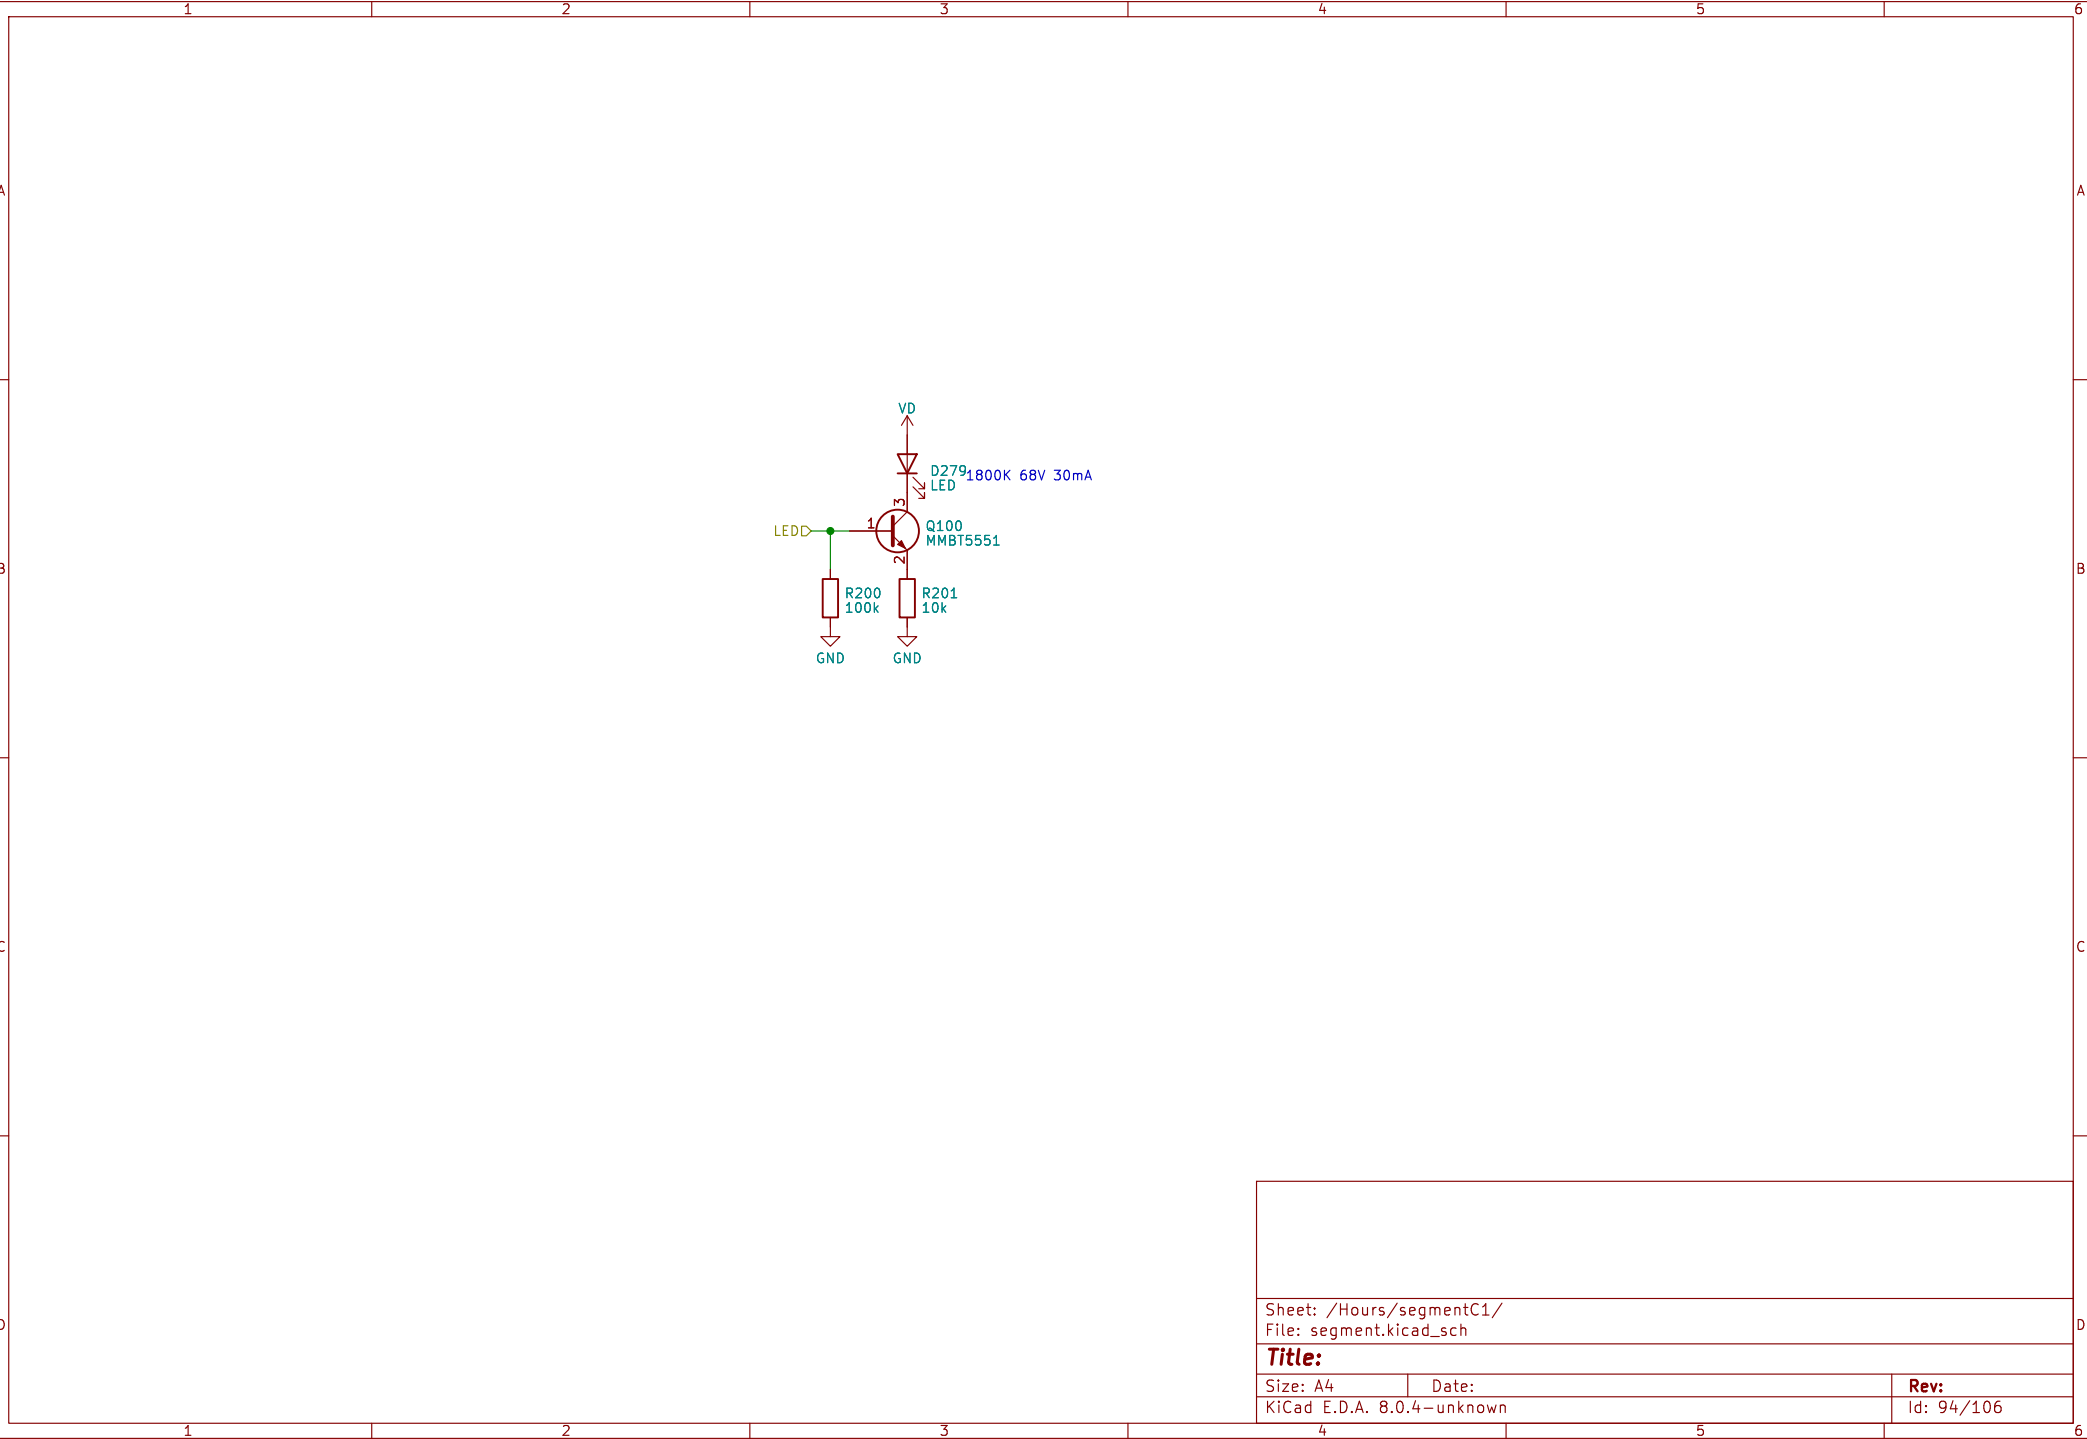 1 2 3 4 5 6
A A
VD
D279
LED
1800K 68V 30mA
3
LED
1
Q100
MMBT5551
2
B B
R200
100k
R201
10k
GND GND
C C
Sheet: /Hours/segmentC1/
File: segment.kicad_sch
D D
Title:
Size: A4 Date: Rev:
KiCad E.D.A. 8.0.4-unknown Id: 94/106
1 2 3 4 5 6